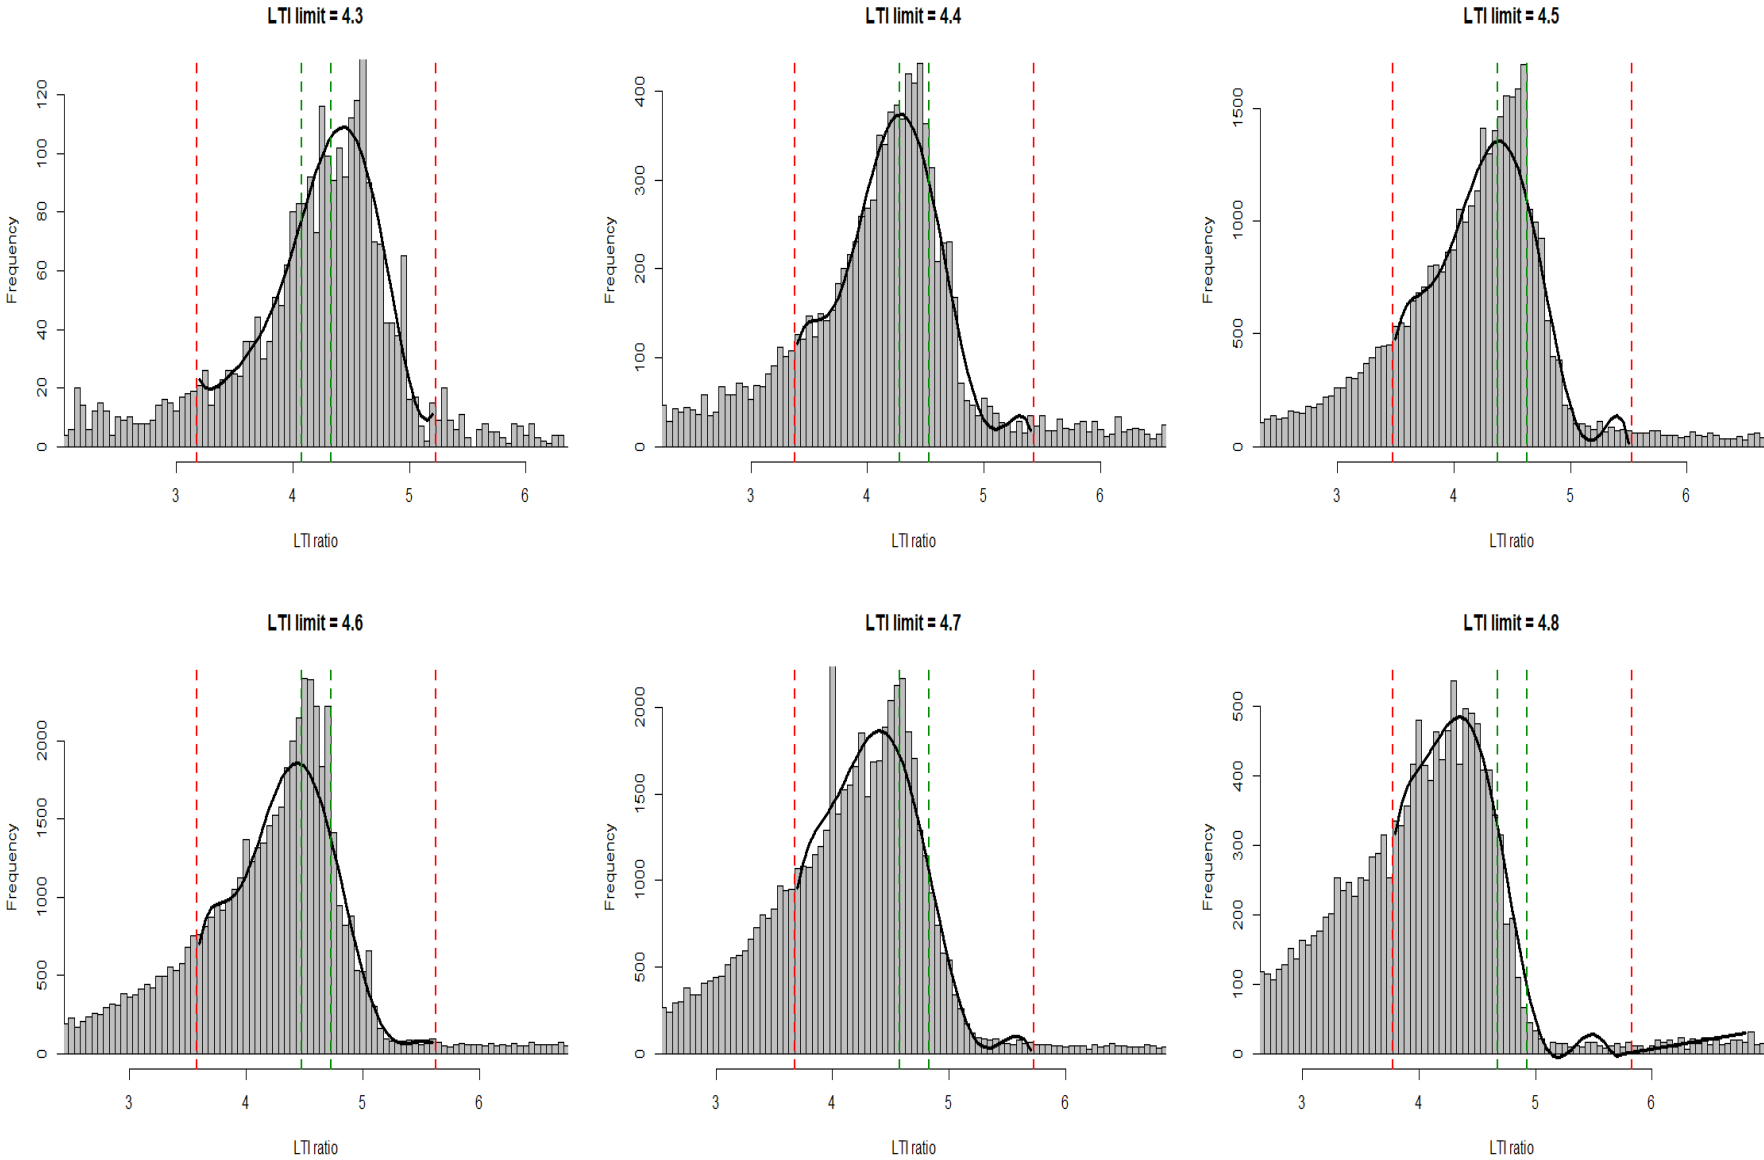 LTI limit = 4.3
Frequency
0 20 40 60 80 100 120
3 4 5 6
LTI ratio
LTI limit = 4.4
Frequency
0 100 200 300 400
3 4 5 6
LTI ratio
LTI limit = 4.5
Frequency
0 500 1000 1500
3 4 5 6
LTI ratio
LTI limit = 4.6
Frequency
0 500 1000 1500 2000
3 4 5 6
LTI ratio
LTI limit = 4.7
Frequency
0 500 1000 1500 2000
3 4 5 6
LTI ratio
LTI limit = 4.8
Frequency
0 100 200 300 400 500
3 4 5 6
LTI ratio